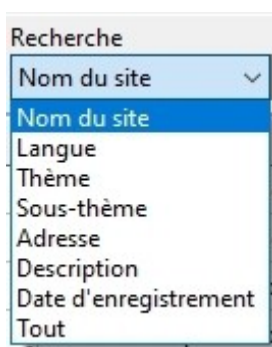 Recherche
Nom du site
Nom du site
Langue
Thème
Sous-thème
Adresse
Description
Date d'enregistrement
Tout